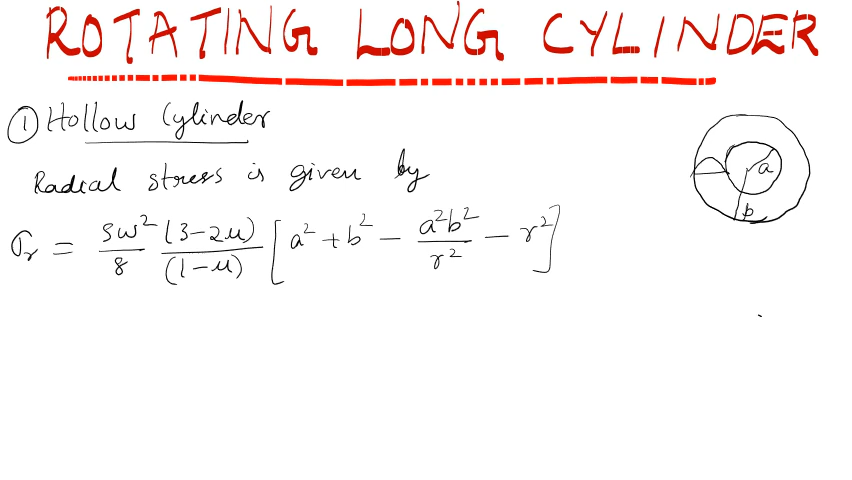 ROTATING LONG CYLINDER
① Hollow Cylinder
Radial stress is given by
σr = 3ω²/8 (3-2μ)/(1-μ) [a² + b² - a²b²/r² - r²]
a
b